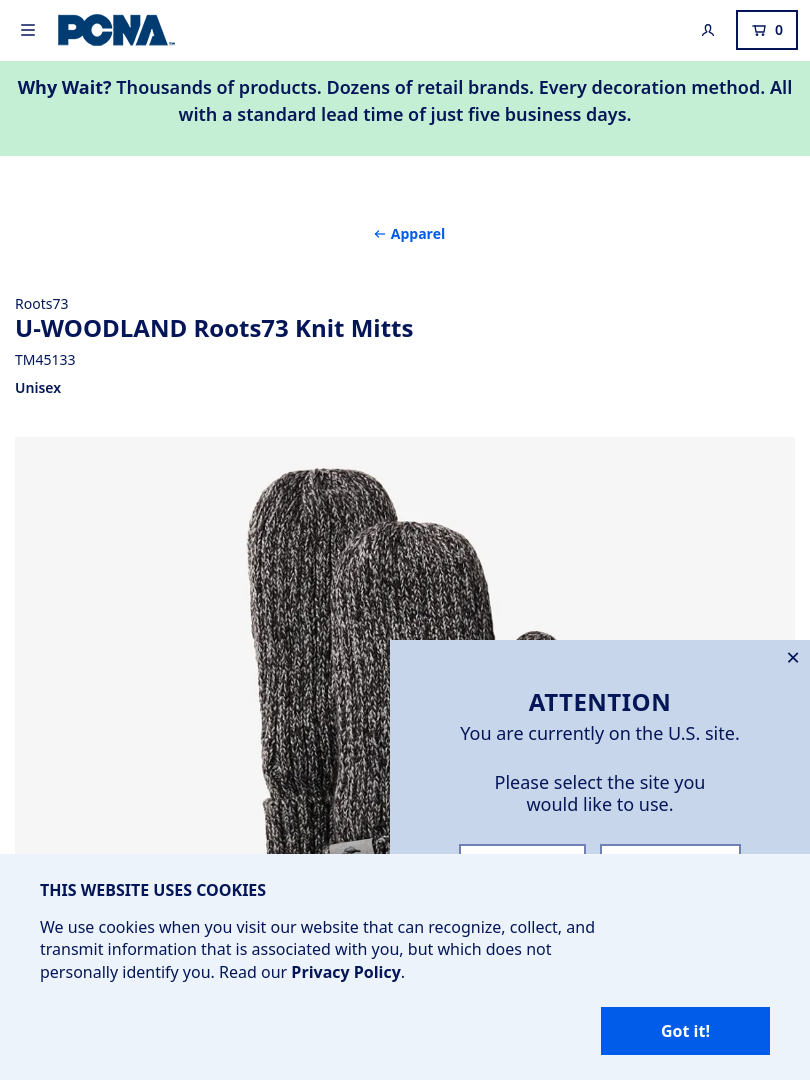 PCNA
0
Why Wait? Thousands of products. Dozens of retail brands. Every decoration method. All
with a standard lead time of just five business days.
← Apparel
Roots73
U-WOODLAND Roots73 Knit Mitts
TM45133
Unisex
ATTENTION
You are currently on the U.S. site.
Please select the site you
would like to use.
THIS WEBSITE USES COOKIES
We use cookies when you visit our website that can recognize, collect, and
transmit information that is associated with you, but which does not
personally identify you. Read our Privacy Policy.
Got it!